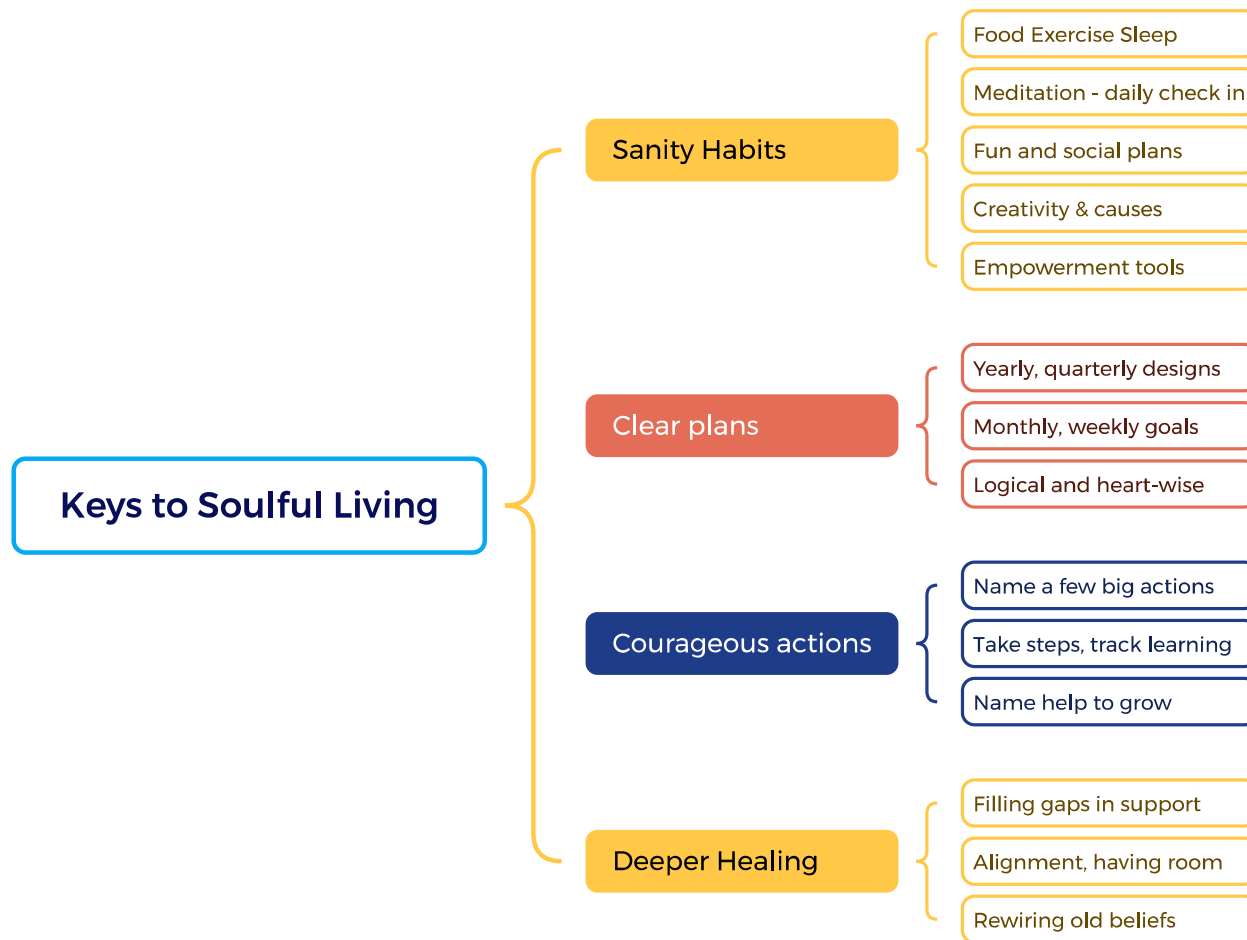 Keys to Soulful Living
Sanity Habits
Food Exercise Sleep
Meditation - daily check in
Fun and social plans
Creativity & causes
Empowerment tools
Clear plans
Yearly, quarterly designs
Monthly, weekly goals
Logical and heart-wise
Courageous actions
Name a few big actions
Take steps, track learning
Name help to grow
Deeper Healing
Filling gaps in support
Alignment, having room
Rewiring old beliefs